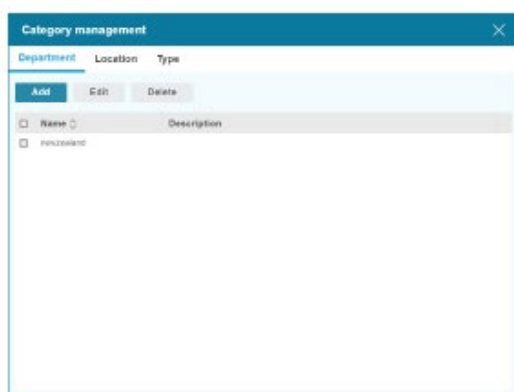 Category management
Department Location Type
Add Edit Delete
Name Description
newzealand